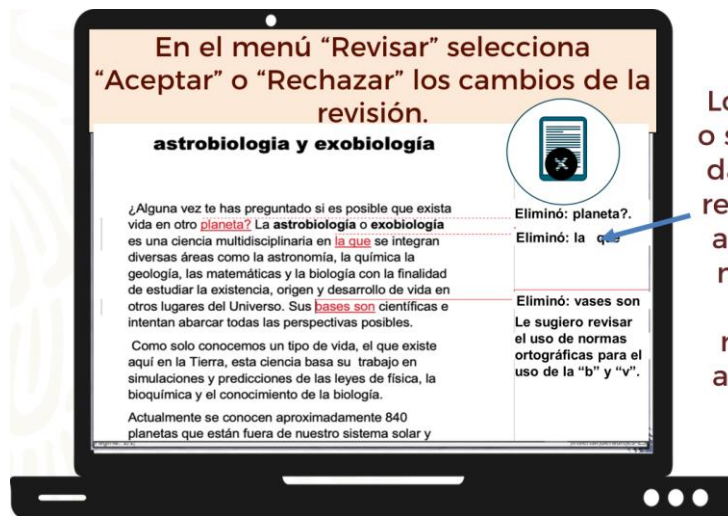 En el menú “Revisar” selecciona
“Aceptar” o “Rechazar” los cambios de la
revisión.
astrobiologia y exobiología
¿Alguna vez te has preguntado si es posible que exista
vida en otro planeta? La astrobiología o exobiología
es una ciencia multidisciplinaria en la que se integran
diversas áreas como la astronomía, la química la
geología, las matemáticas y la biología con la finalidad
de estudiar la existencia, origen y desarrollo de vida en
otros lugares del Universo. Sus bases son científicas e
intentan abarcar todas las perspectivas posibles.
Como solo conocemos un tipo de vida, el que existe
aquí en la Tierra, esta ciencia basa su trabajo en
simulaciones y predicciones de las leyes de física, la
bioquímica y el conocimiento de la biología.
Actualmente se conocen aproximadamente 840
planetas que están fuera de nuestro sistema solar y
Eliminó: planeta?.
Eliminó: la que
Eliminó: vases son
Le sugiero revisar
el uso de normas
ortográficas para el
uso de la “b” y “v”.
Lo
o s
da
re
a
n
r
a